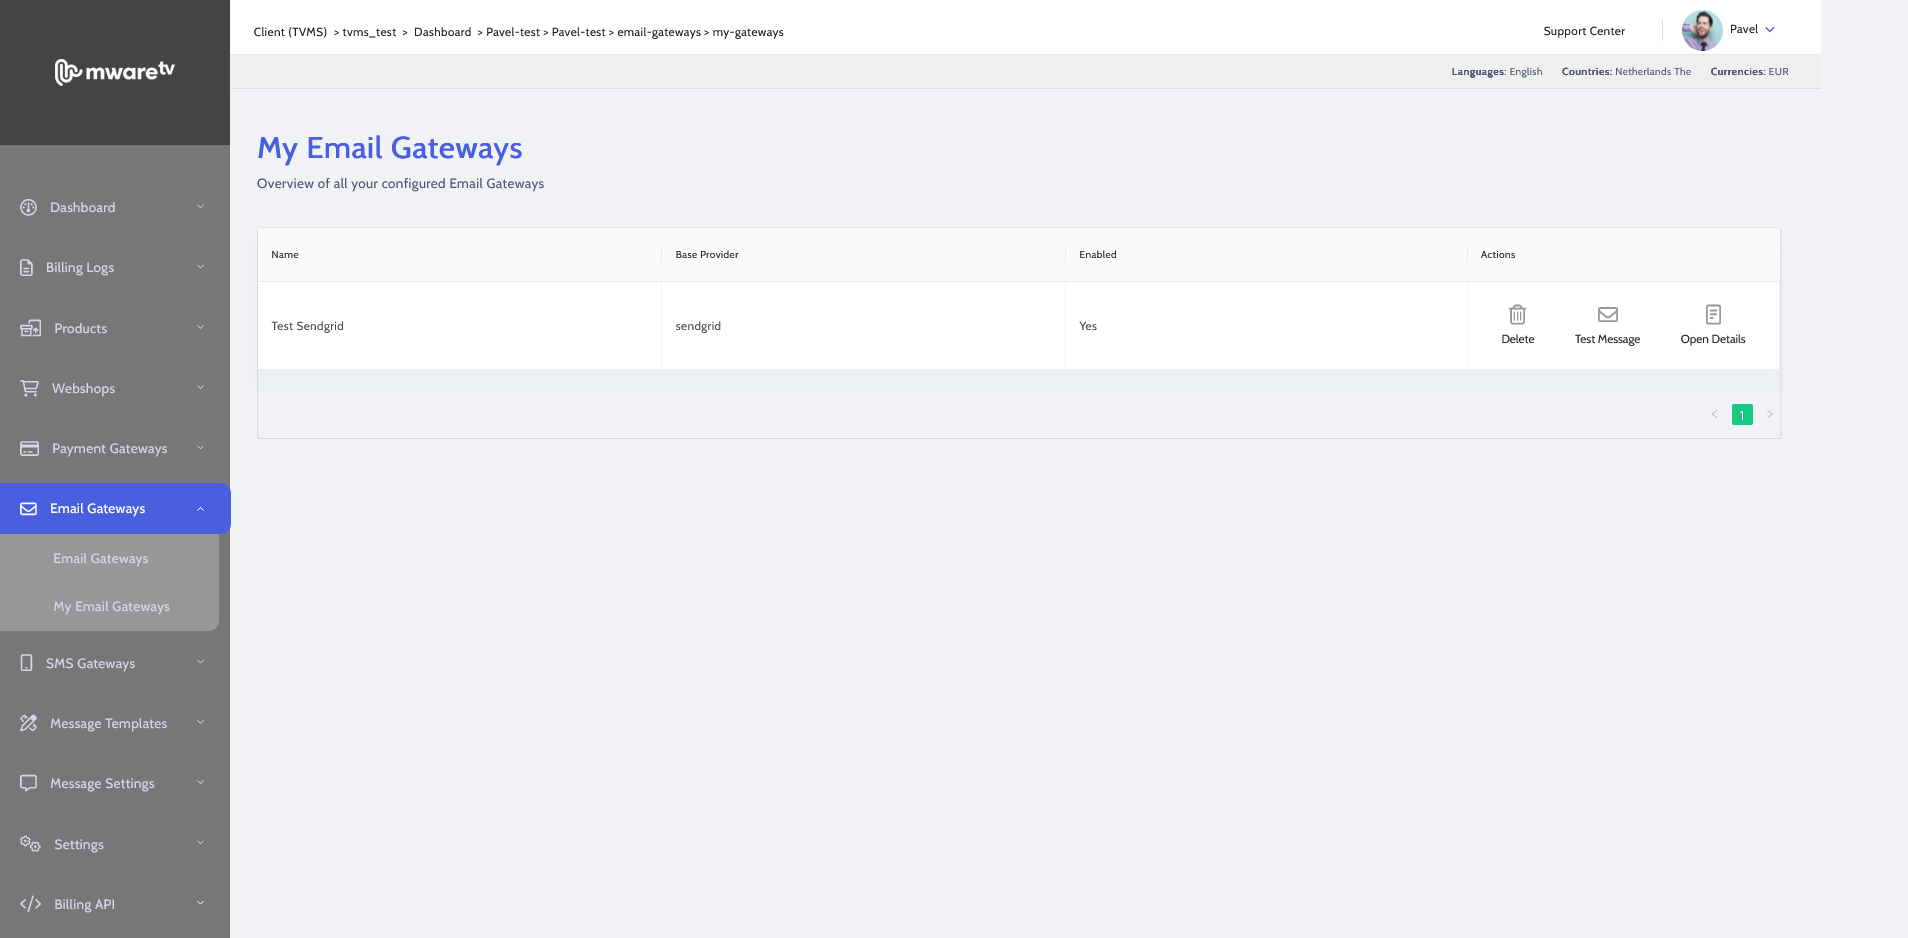 mwaretv
Client (TVMS) > tvms_test > Dashboard > Pavel-test > Pavel-test > email-gateways > my-gateways
Support Center
Pavel
Languages: English Countries: Netherlands The Currencies: EUR
Dashboard
Billing Logs
Products
Webshops
Payment Gateways
Email Gateways
Email Gateways
My Email Gateways
SMS Gateways
Message Templates
Message Settings
Settings
Billing API
My Email Gateways
Overview of all your configured Email Gateways
Name Base Provider Enabled Actions
Test Sendgrid sendgrid Yes
Delete Test Message Open Details
< 1 >